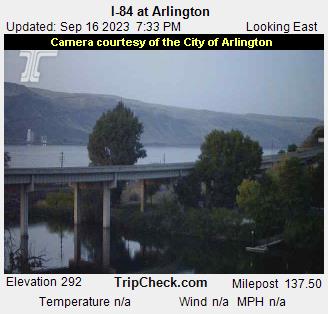 I-84 at Arlington
Updated: Sep 16 2023 7:33 PM Looking East
Camera courtesy of the City of Arlington
Elevation 292 TripCheck.com Milepost 137.50
Temperature n/a Wind n/a MPH n/a